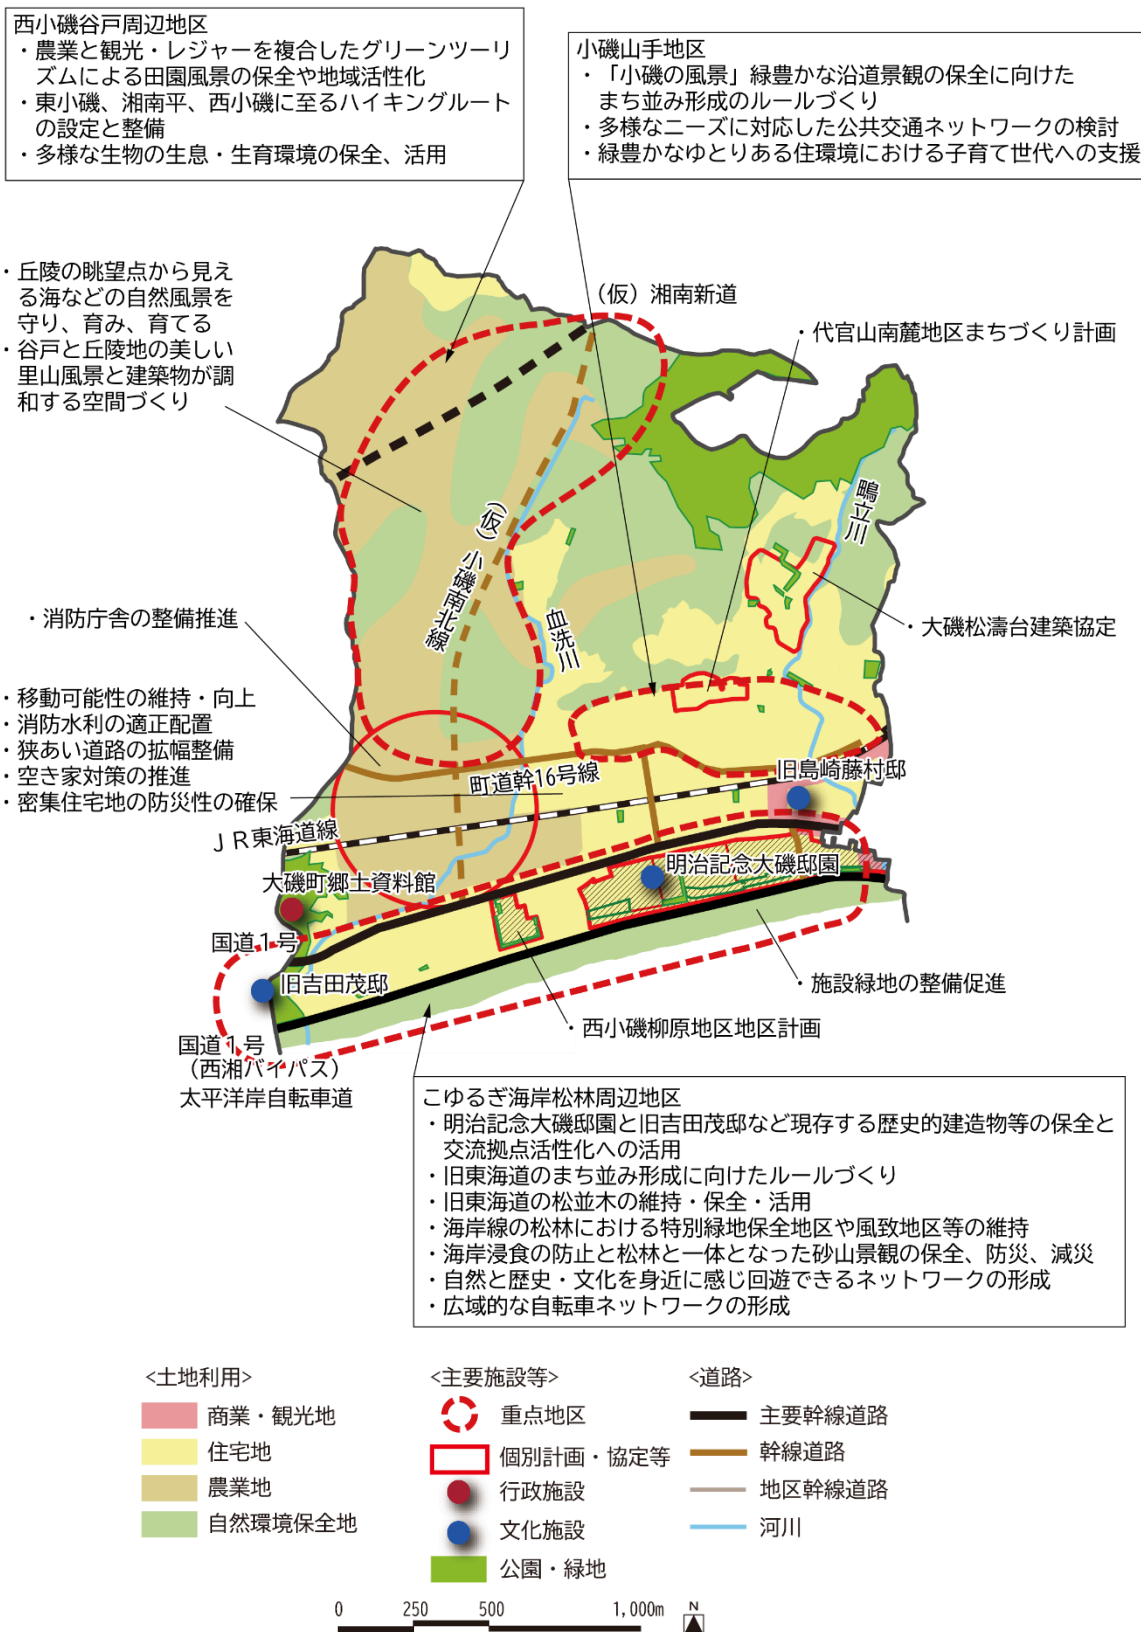 西小磯谷戸周辺地区
・農業と観光・レジャーを複合したグリーンツーリ
ズムによる田園風景の保全や地域活性化
・東小磯、湘南平、西小磯に至るハイキングルート
の設定と整備
・多様な生物の生息・生育環境の保全、活用
小磯山手地区
・「小磯の風景」緑豊かな沿道景観の保全に向けた
まち並み形成のルールづくり
・多様なニーズに対応した公共交通ネットワークの検討
・緑豊かなゆとりある住環境における子育て世代への支援
・丘陵の眺望点から見え
る海などの自然風景を
守り、育み、育てる
・谷戸と丘陵地の美しい
里山風景と建築物が調
和する空間づくり
（仮）湘南新道
・代官山南麓地区まちづくり計画
鴫立川
（仮）小磯南北線
血洗川
・消防庁舎の整備推進
・大磯松濤台建築協定
・移動可能性の維持・向上
・消防水利の適正配置
・狭あい道路の拡幅整備
・空き家対策の推進
・密集住宅地の防災性の確保
町道幹16号線
旧島崎藤村邸
ＪＲ東海道線
大磯町郷土資料館
明治記念大磯邸園
国道１号
旧吉田茂邸
・施設緑地の整備促進
・西小磯柳原地区地区計画
国道１号
（西湘バイパス）
太平洋岸自転車道
こゆるぎ海岸松林周辺地区
・明治記念大磯邸園と旧吉田茂邸など現存する歴史的建造物等の保全と
交流拠点活性化への活用
・旧東海道のまち並み形成に向けたルールづくり
・旧東海道の松並木の維持・保全・活用
・海岸線の松林における特別緑地保全地区や風致地区等の維持
・海岸浸食の防止と松林と一体となった砂山景観の保全、防災、減災
・自然と歴史・文化を身近に感じ回遊できるネットワークの形成
・広域的な自転車ネットワークの形成
<土地利用>
商業・観光地
住宅地
農業地
自然環境保全地
<主要施設等>
重点地区
個別計画・協定等
行政施設
文化施設
公園・緑地
<道路>
主要幹線道路
幹線道路
地区幹線道路
河川
0 250 500 1,000m N